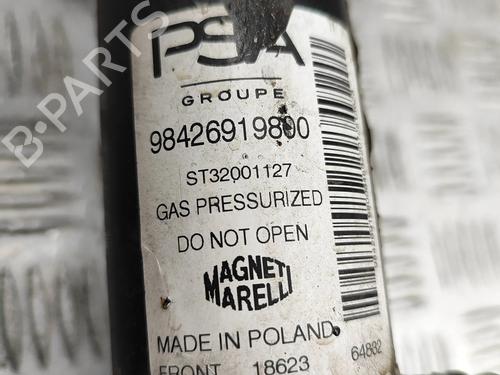 PSA
GROUPE
98426919800
ST32001127
GAS PRESSURIZED
DO NOT OPEN
MAGNETI
MARELLI
MADE IN POLAND
FRONT 18623
64882
B-PARTS